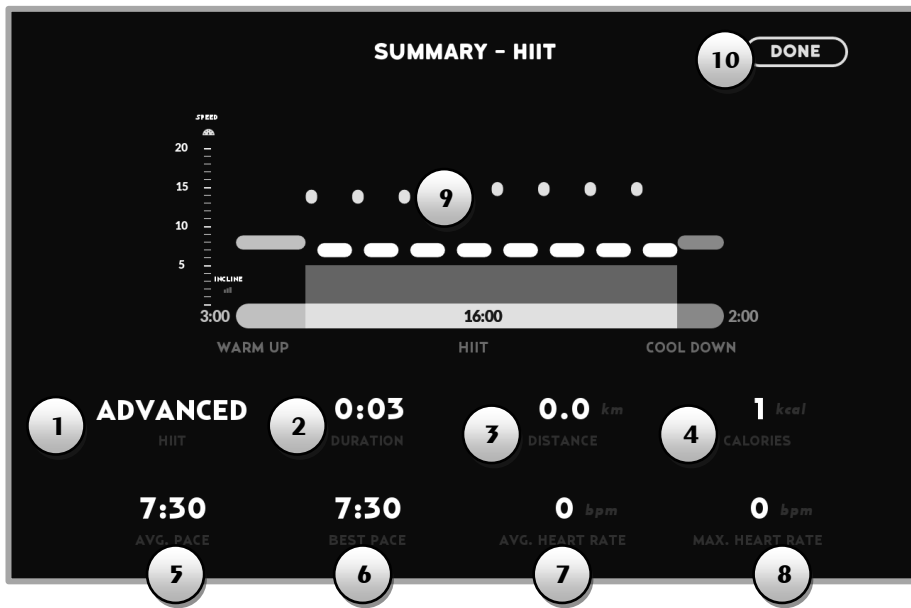 SUMMARY - HIIT
10
DONE
SPEED
20
15
9
10
5
INCLINE
3:00
16:00
2:00
WARM UP
HIIT
COOL DOWN
1
ADVANCED
HIIT
2
0:03
DURATION
3
0.0 km
DISTANCE
4
1 kcal
CALORIES
7:30
AVG. PACE
5
7:30
BEST PACE
6
0 bpm
AVG. HEART RATE
7
0 bpm
MAX. HEART RATE
8